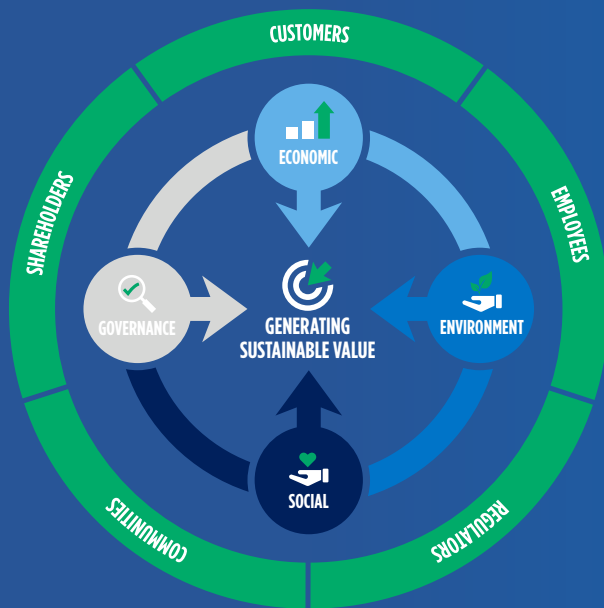 CUSTOMERS
SHAREHOLDERS
EMPLOYEES
ECONOMIC
GOVERNANCE
GENERATING
SUSTAINABLE VALUE
ENVIRONMENT
SOCIAL
COMMUNITIES
REGULATORS